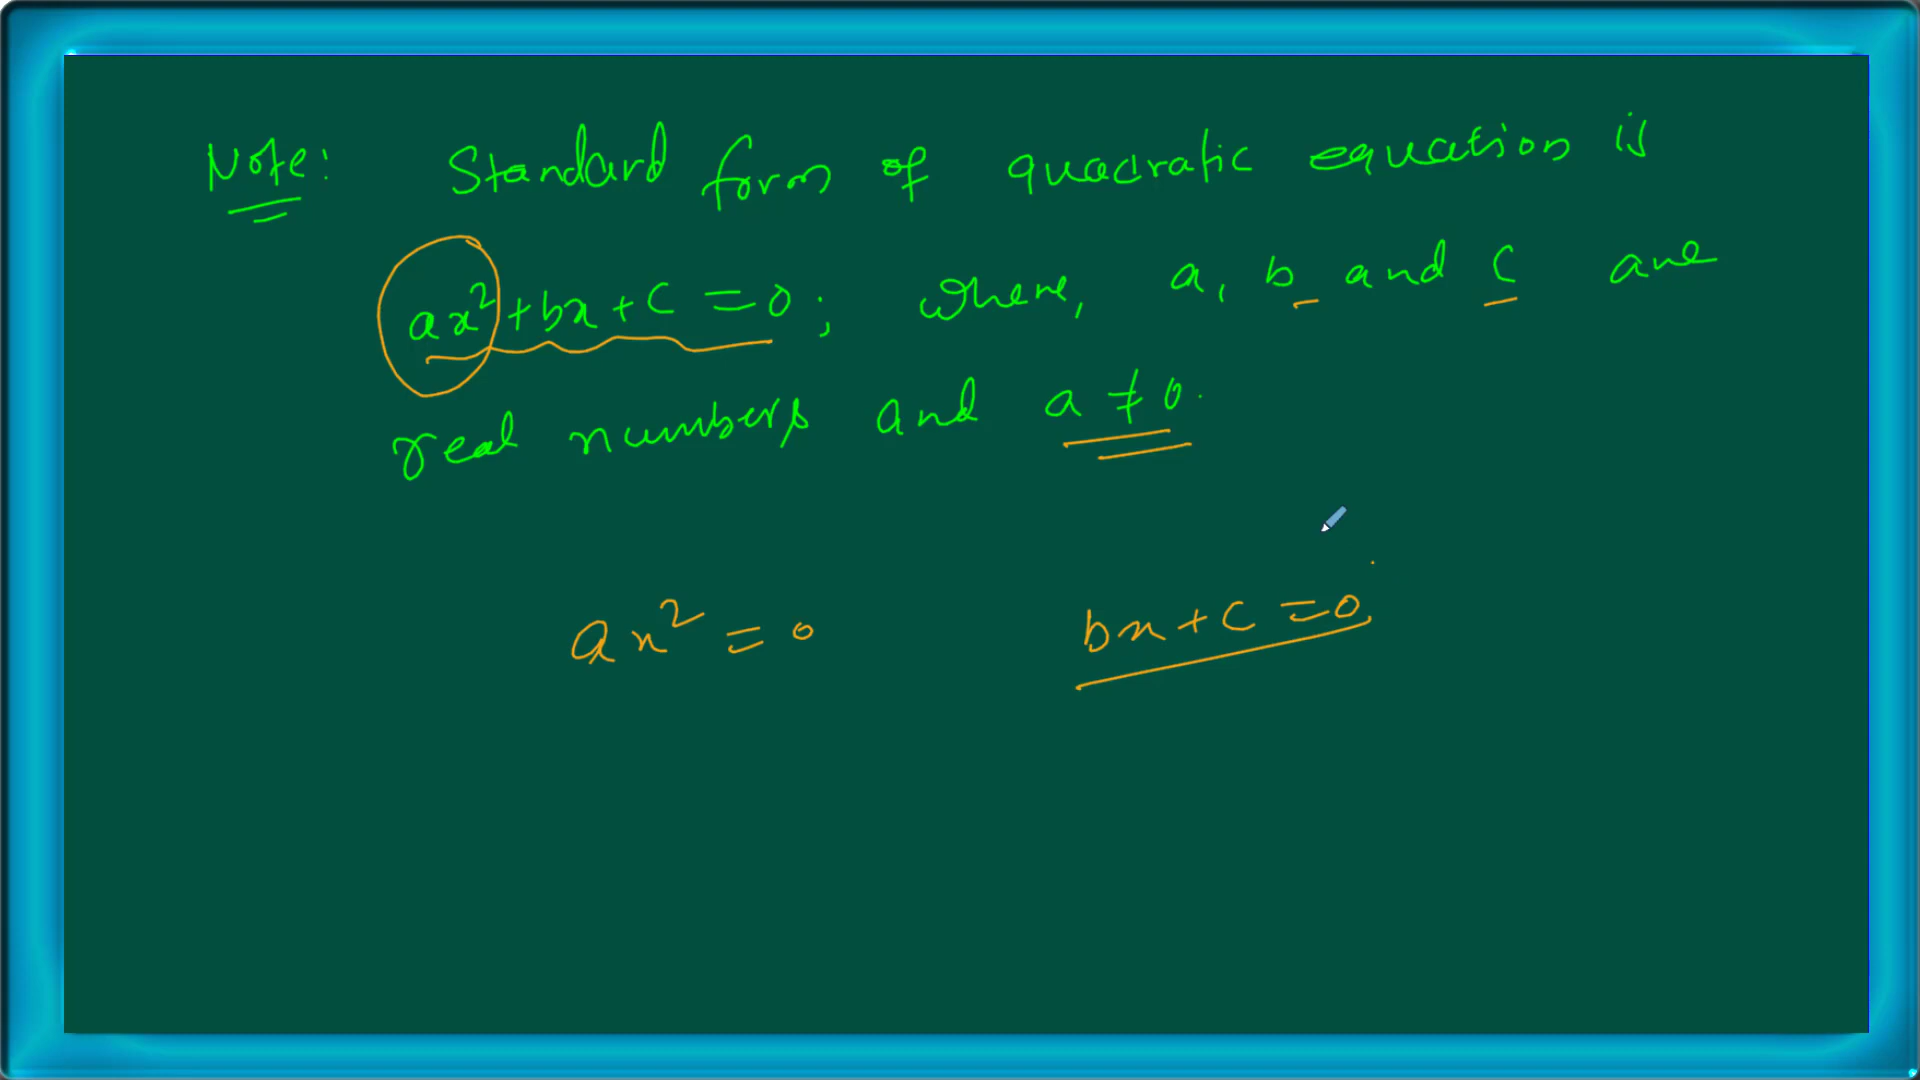 Note: Standard form of quadratic equation is
ax²+bx+c=0; where, a, b and c are
real numbers and a≠0.
ax²=0 bx+c=0